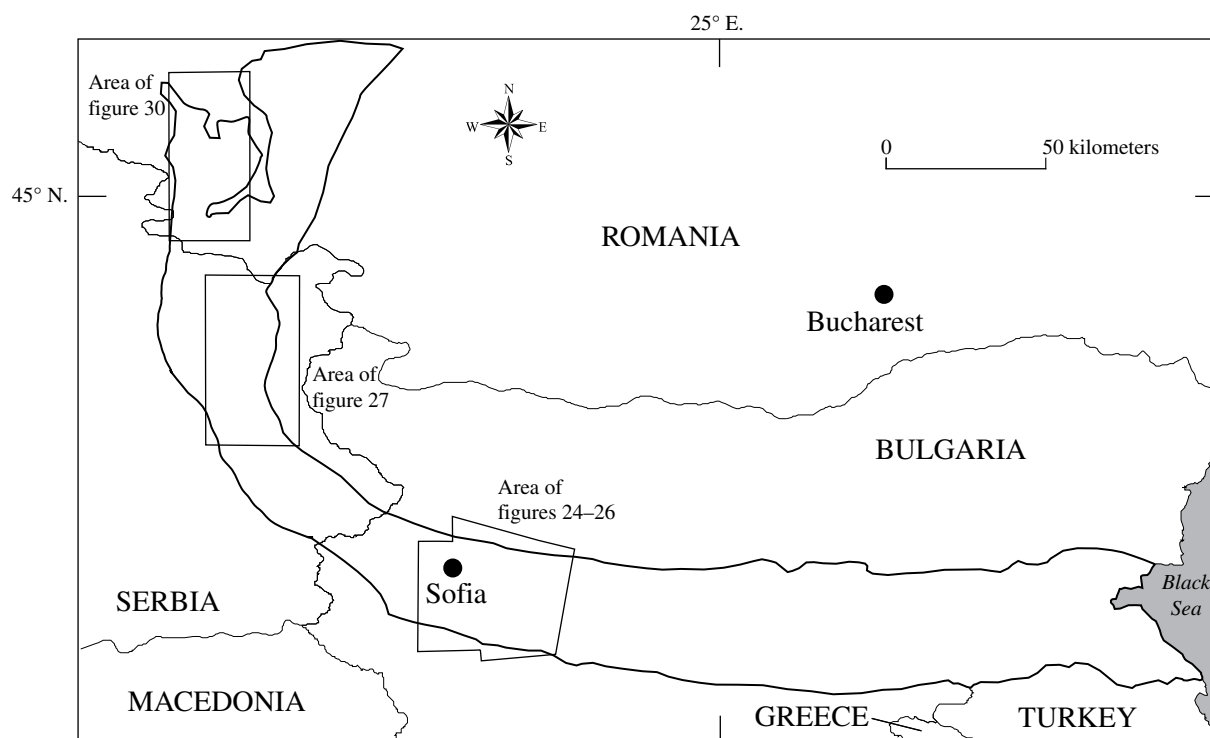 25° E.
Area of
figure 30
N
W
E
S
0
50 kilometers
45° N.
ROMANIA
Bucharest
Area of
figure 27
BULGARIA
Area of
figures 24–26
Sofia
Black
Sea
SERBIA
MACEDONIA
GREECE
TURKEY